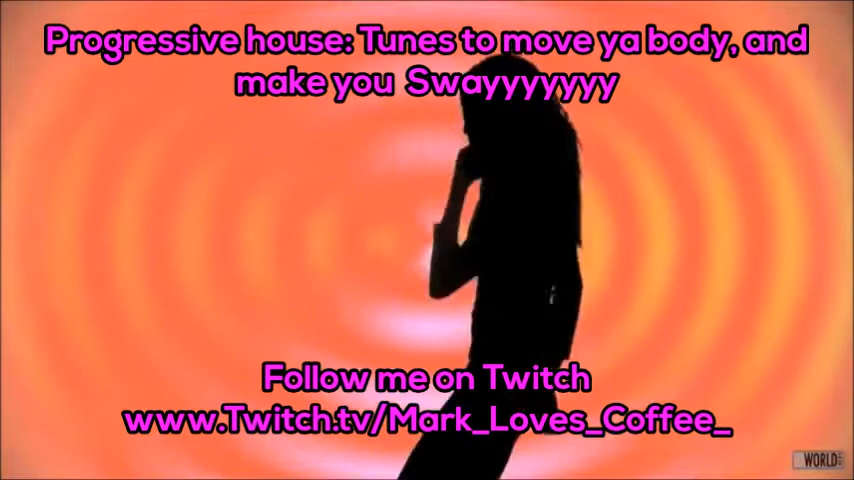 Progressive house: Tunes to move ya body, and
make you Swayyyyyyy
Follow me on Twitch
www.Twitch.tv/Mark_Loves_Coffee_
WORLD